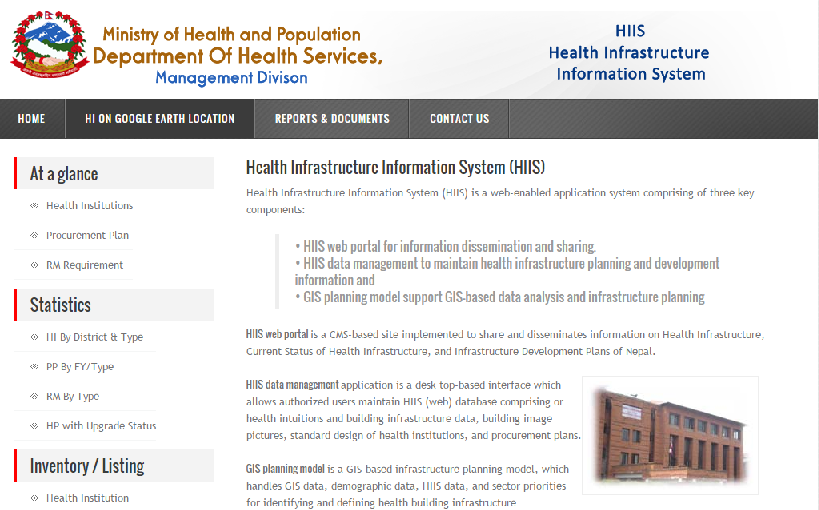 Ministry of Health and Population
Department Of Health Services,
Management Divison
HIIS
Health Infrastructure
Information System
HOME
HI ON GOOGLE EARTH LOCATION
REPORTS & DOCUMENTS
CONTACT US
At a glance
Health Institutions
Procurement Plan
RM Requirement
Statistics
HI By District & Type
PP By FY/Type
RM By Type
HP with Upgrade Status
Inventory / Listing
Health Institution
Health Infrastructure Information System (HIIS)
Health Infrastructure Information System (HIIS) is a web-enabled application system comprising of three key
components:
• HIIS web portal for information dissemination and sharing,
• HIIS data management to maintain health infrastructure planning and development
information and
• GIS planning model support GIS-based data analysis and infrastructure planning
HIIS web portal is a CMS-based site implemented to share and disseminates information on Health Infrastructure,
Current Status of Health Infrastructure, and Infrastructure Development Plans of Nepal.
HIIS data management application is a desk top-based interface which
allows authorized users maintain HIIS (web) database comprising or
health intuitions and building infrastructure data, building image
pictures, standard design of health institutions, and procurement plans.
GIS planning model is a GIS based infrastructure planning model, which
handles GIS data, demographic data, HIIS data, and sector priorities
for identifying and defining health building infrastructure